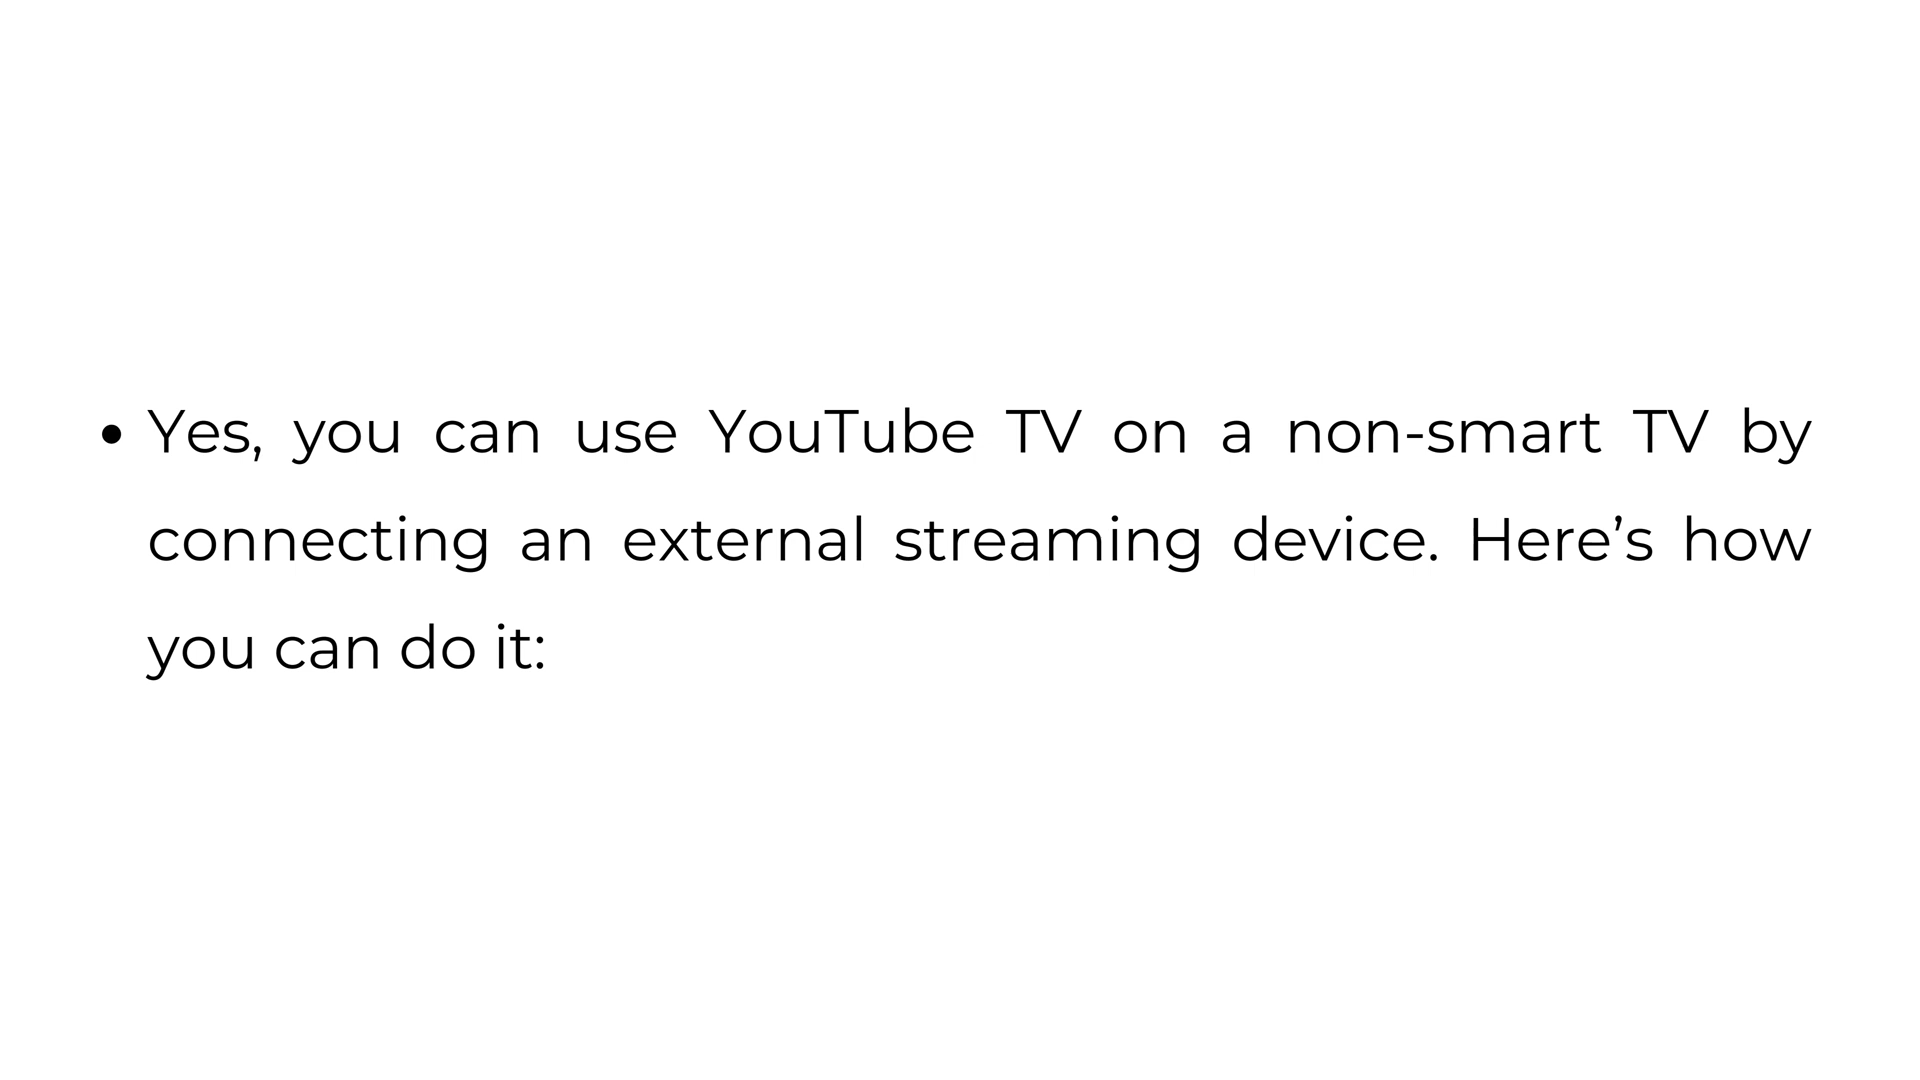 • Yes, you can use YouTube TV on a non-smart TV by
connecting an external streaming device. Here’s how
you can do it: